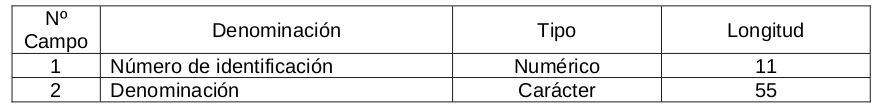 Nº Campo Denominación Tipo Longitud
1 Número de identificación Numérico 11
2 Denominación Carácter 55